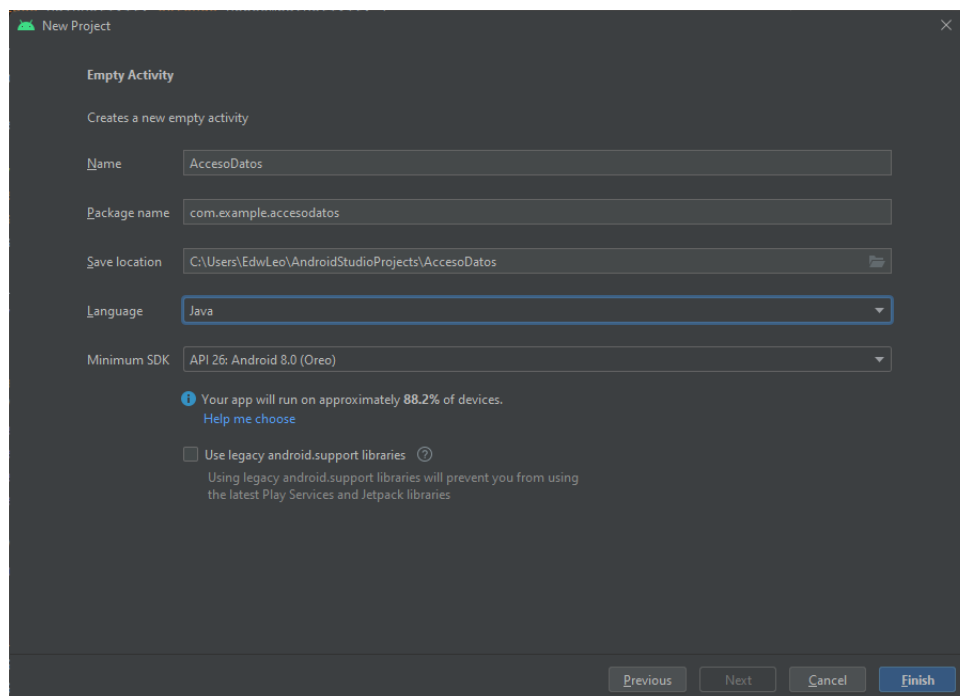 New Project
Empty Activity
Creates a new empty activity
Name AccesoDatos
Package name com.example.accesodatos
Save location C:\Users\EdwLeo\AndroidStudioProjects\AccesoDatos
Language Java
Minimum SDK API 26: Android 8.0 (Oreo)
Your app will run on approximately 88.2% of devices.
Help me choose
Use legacy android.support libraries
Using legacy android.support libraries will prevent you from using
the latest Play Services and Jetpack libraries
Previous Next Cancel Finish